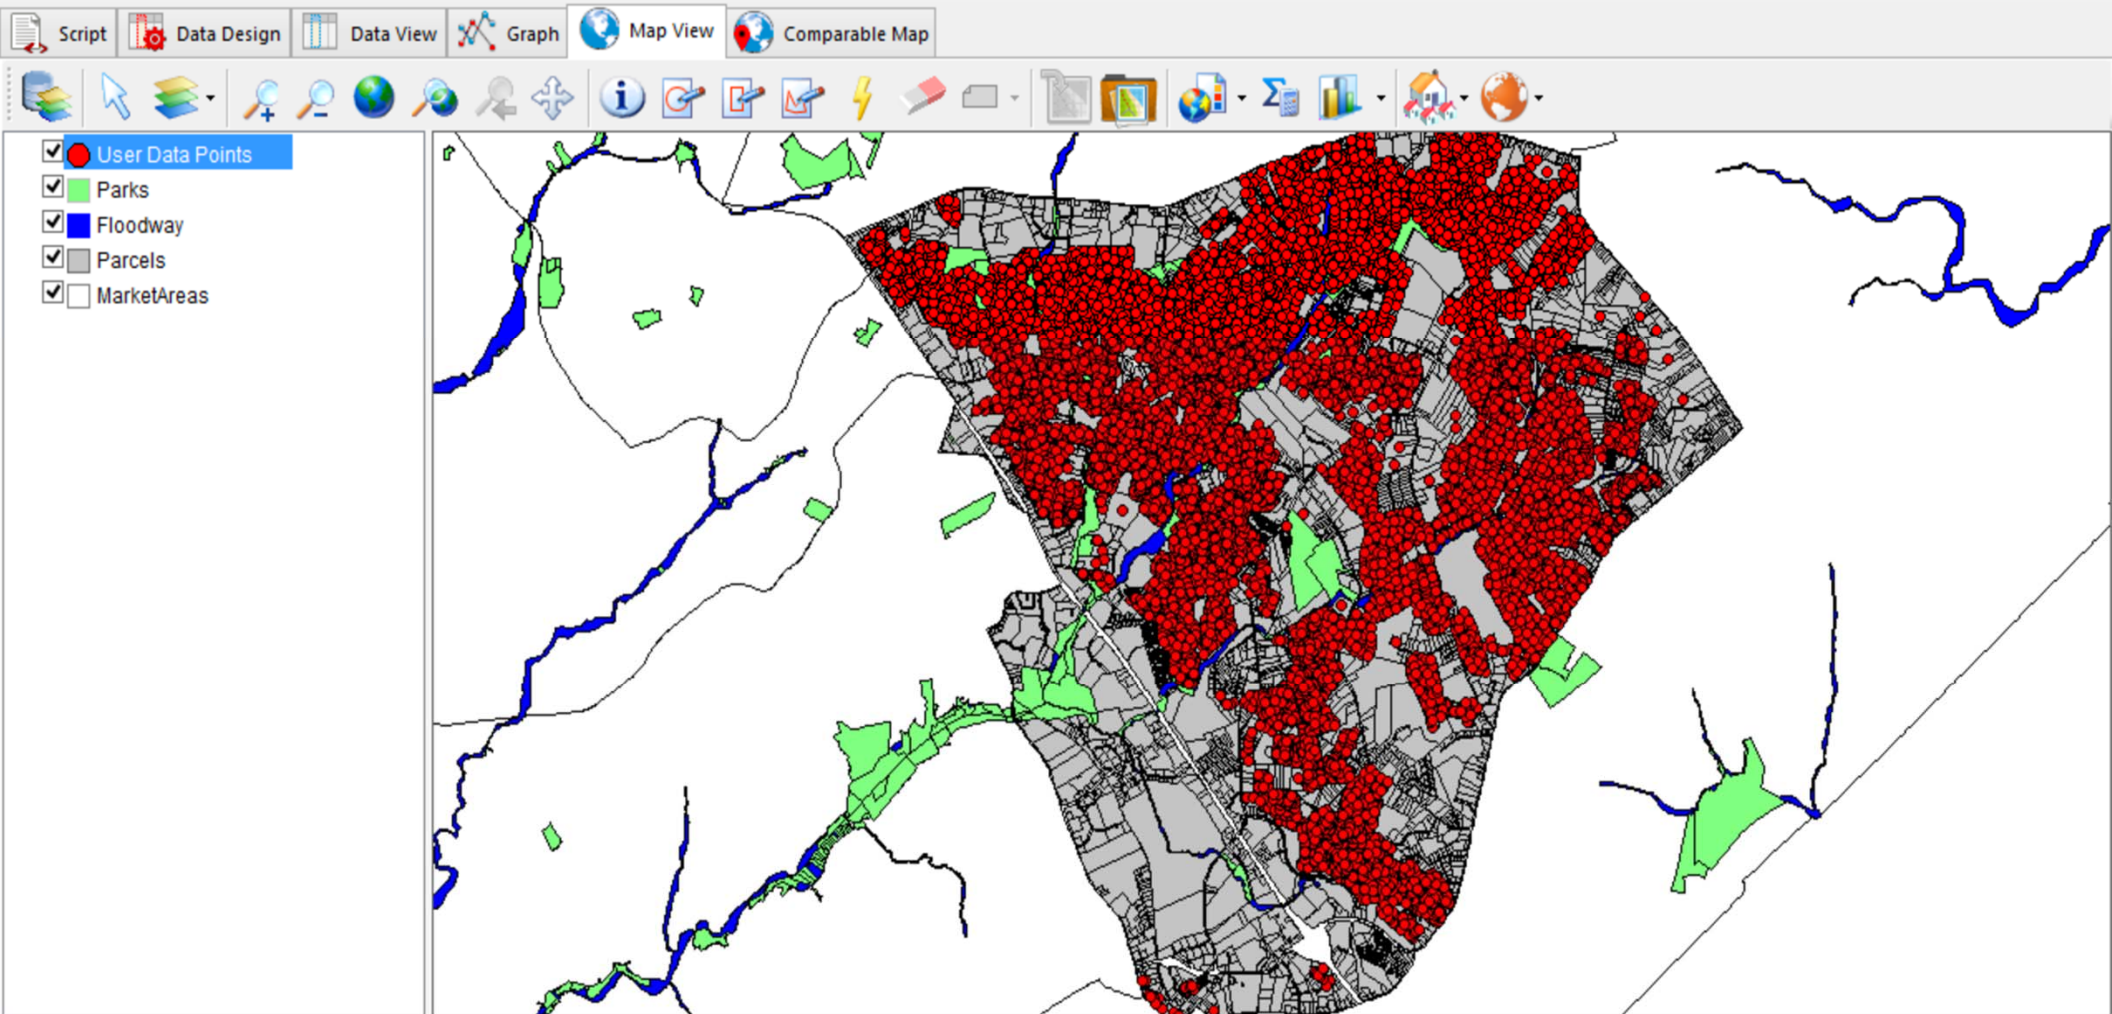 Script Data Design Data View Graph Map View Comparable Map
User Data Points
Parks
Floodway
Parcels
MarketAreas